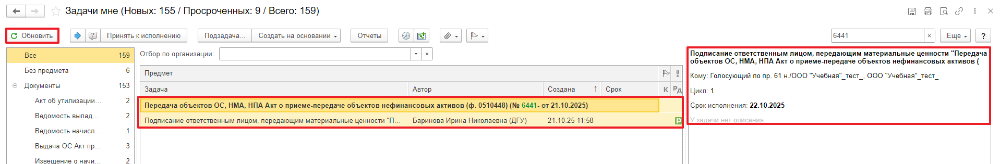 Задачи мне (Новых: 155 / Просроченных: 9 / Всего: 159)
Обновить
Принять к исполнению
Подзадача...
Создать на основании
Отчеты
6441
×
Еще
?
Все 159
Без предмета 6
Документы 153
Акт об утилизации... 2
Ведомость выпад... 2
Ведомость начисл... 1
Выдача ОС Акт пр... 3
Извещение о начи... 2
Отбор по организации:
Предмет
Задача Автор Создана ↑ Срок К Рд
Передача объектов ОС, НМА, НПА Акт о приеме-передаче объектов нефинансовых активов (ф. 0510448) (№ 6441- от 21.10.2025)
Подписание ответственным лицом, передающим материальные ценности "П... Баринова Ирина Николаевна (ДГУ) 21.10.25 11:58 Р
Подписание ответственным лицом, передающим материальные ценности "Передача
объектов ОС, НМА, НПА Акт о приеме-передаче объектов нефинансовых активов (
Кому: Голосующий по пр. 61 н./ООО "Учебная"_тест_, ООО "Учебная"_тест_
Цикл: 1
Срок исполнения: 22.10.2025
У задачи нет описания.